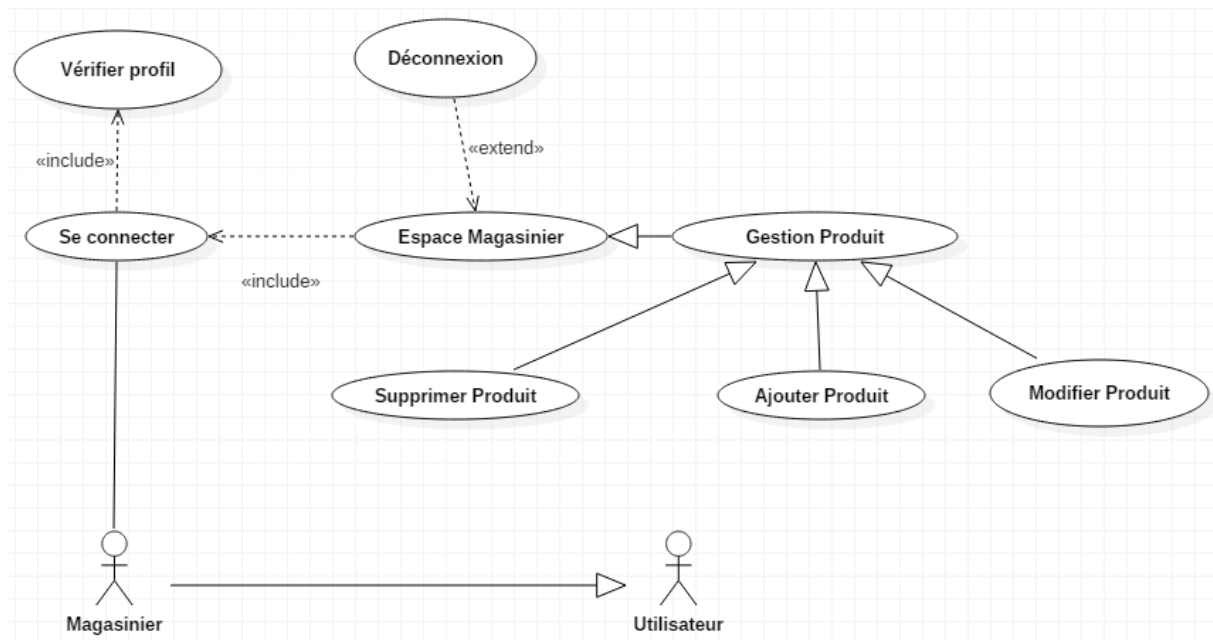 Vérifier profil
Déconnexion
«include»
«extend»
Se connecter
Espace Magasinier
Gestion Produit
«include»
Supprimer Produit
Ajouter Produit
Modifier Produit
Magasinier
Utilisateur